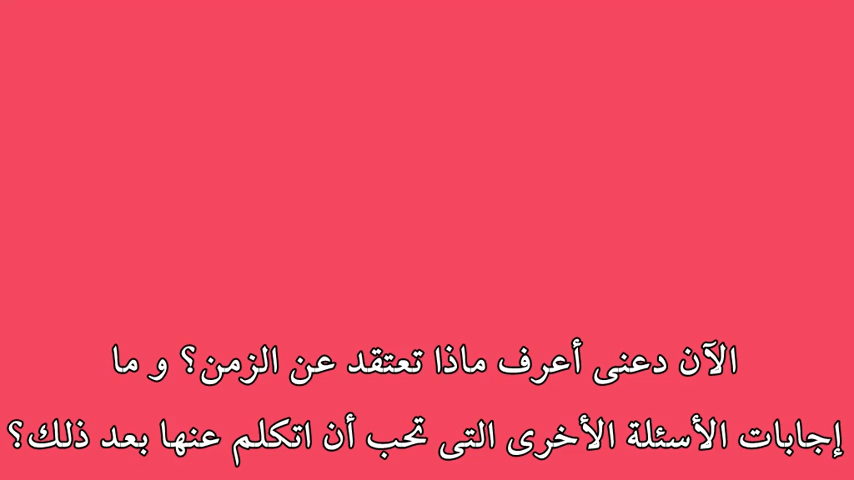 الآن دعنى أعرف ماذا تعتقد عن الزمن؟ و ما
إجابات الأسئلة الأخرى التى تحب أن اتكلم عنها بعد ذلك؟